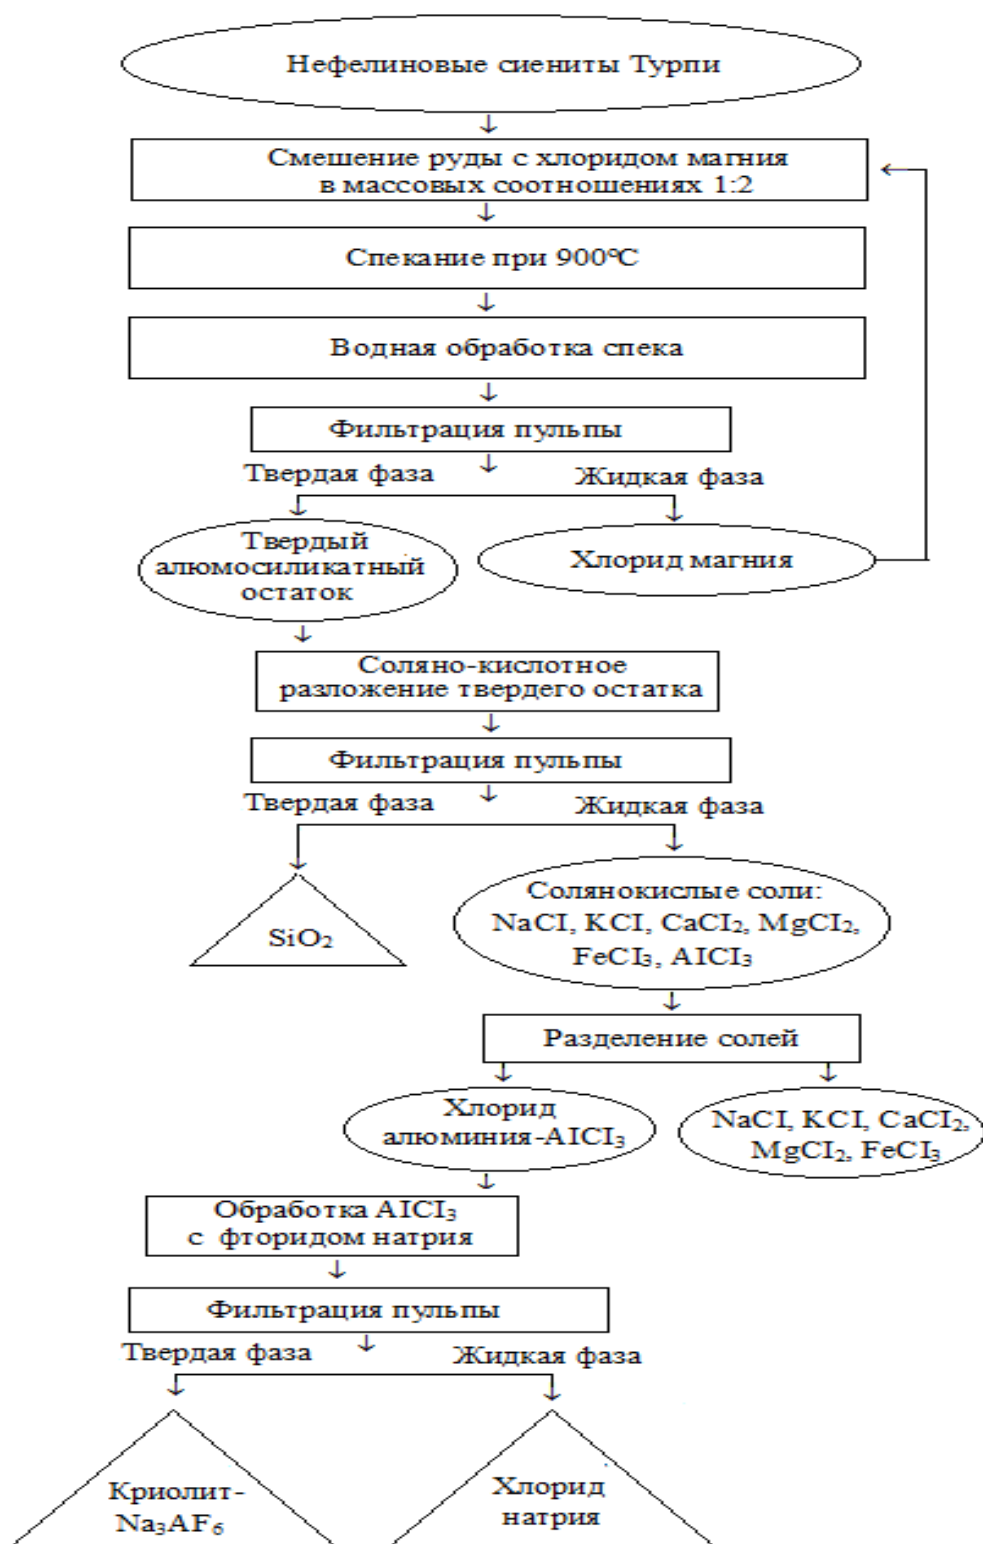 Нефелиновые сиениты Турпи
Смешение руды с хлоридом магния
в массовых соотношениях 1:2
Спекание при 900°С
Водная обработка спека
Фильтрация пульпы
Твердая фаза
Жидкая фаза
Твердый
алюмосиликатный
остаток
Хлорид магния
Соляно-кислотное
разложение твердего остатка
Фильтрация пульпы
Твердая фаза
Жидкая фаза
SiO₂
Солянокислые соли:
NaCI, KCI, CaCI₂, MgCI₂,
FeCI₃, AICI₃
Разделение солей
Хлорид
алюминия-AICI₃
NaCI, KCI, CaCI₂,
MgCI₂, FeCI₃
Обработка AICI₃
с фторидом натрия
Фильтрация пульпы
Твердая фаза
Жидкая фаза
Криолит-
Na₃AF₆
Хлорид
натрия